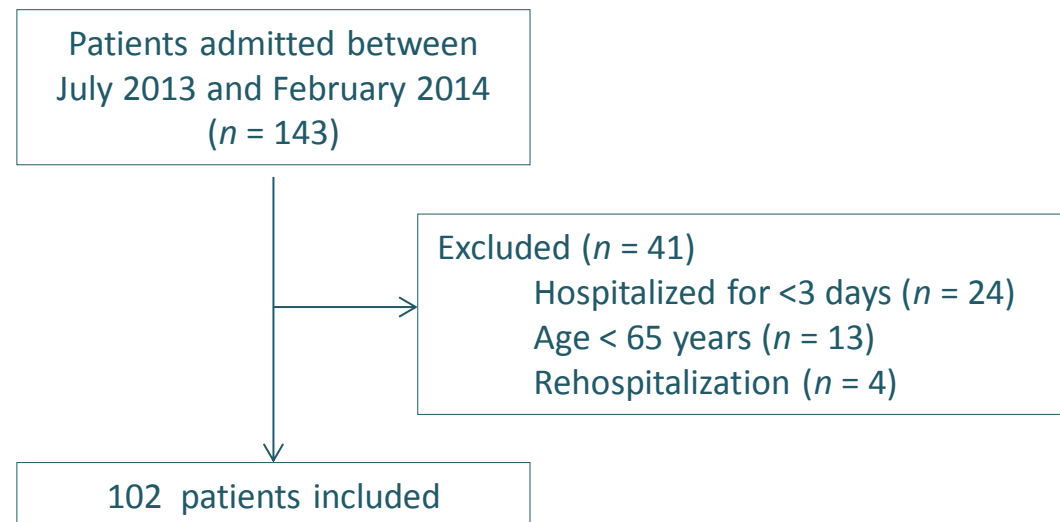 Patients admitted between
July 2013 and February 2014
(n = 143)
Excluded (n = 41)
Hospitalized for <3 days (n = 24)
Age < 65 years (n = 13)
Rehospitalization (n = 4)
102 patients included